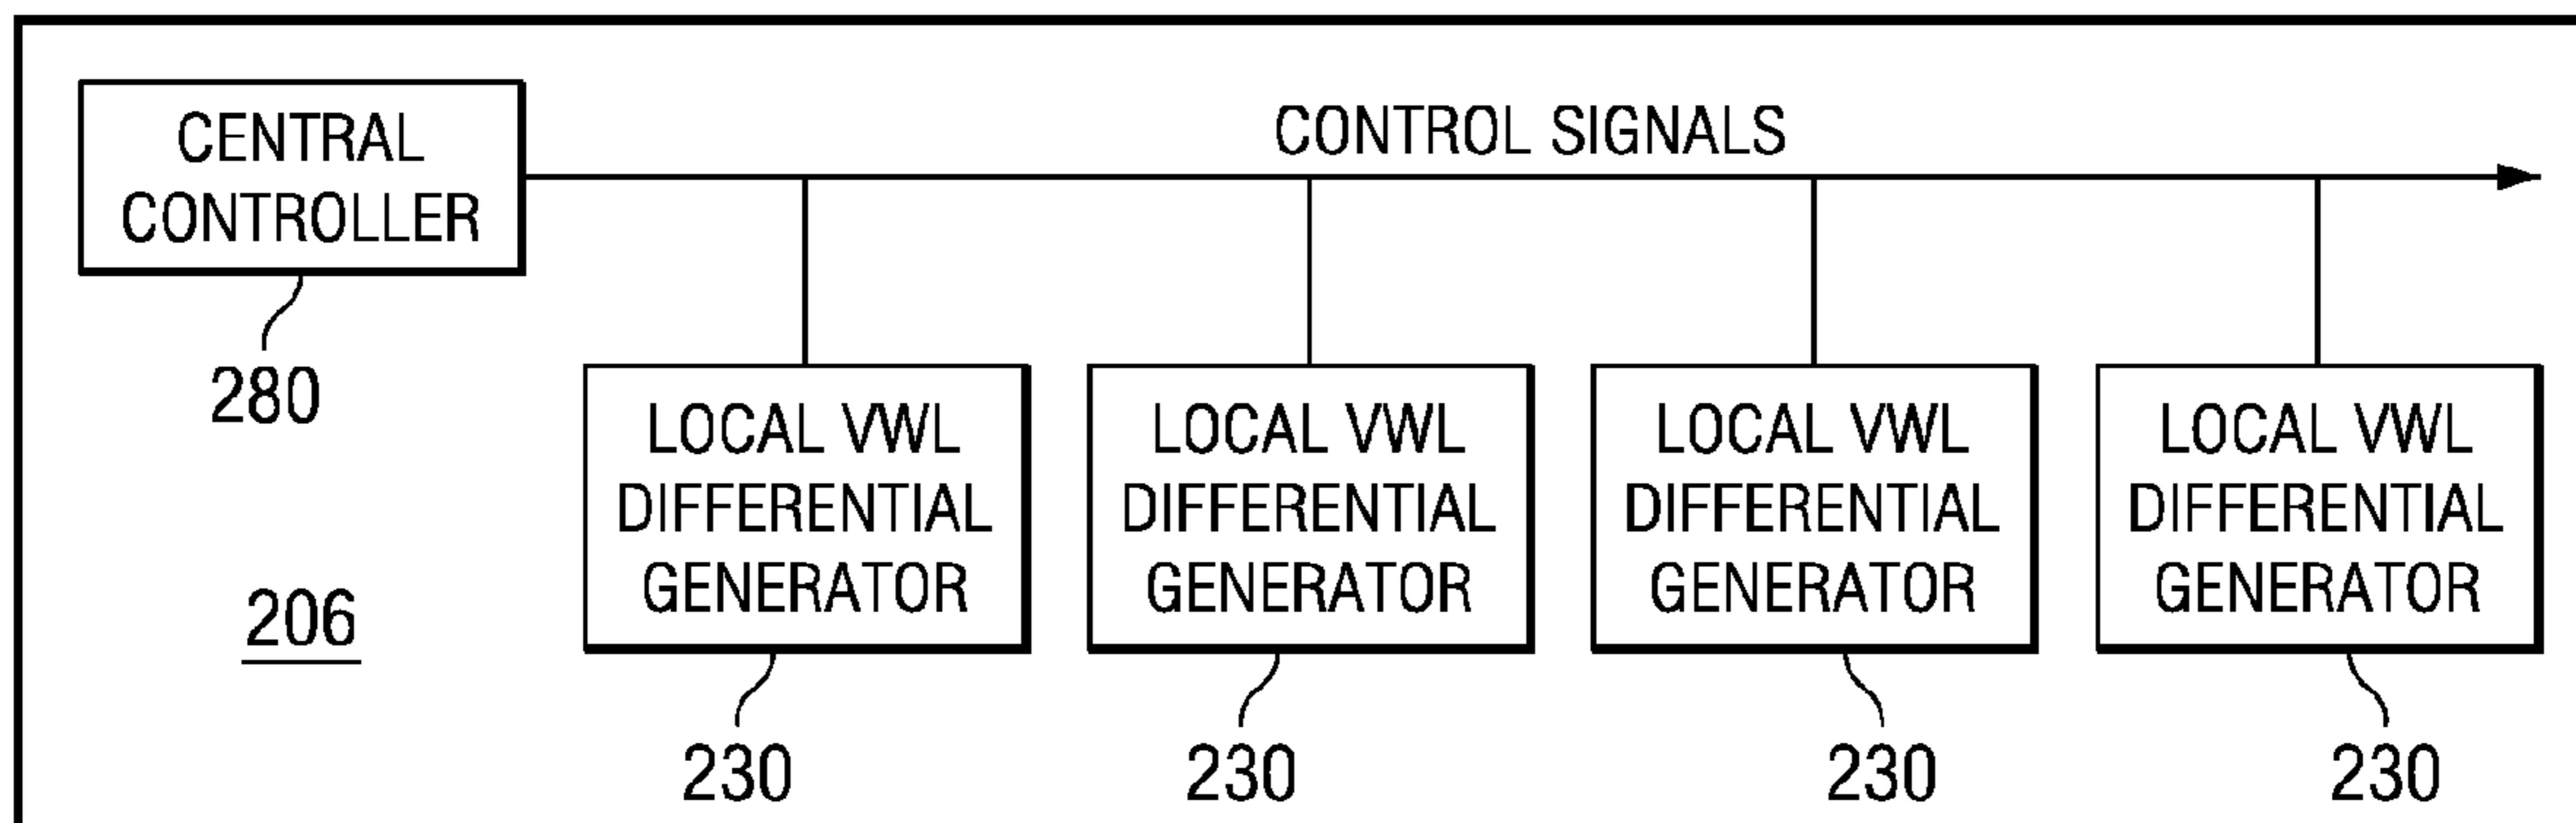 CENTRAL
CONTROLLER
CONTROL SIGNALS
280
LOCAL VWL
DIFFERENTIAL
GENERATOR
LOCAL VWL
DIFFERENTIAL
GENERATOR
LOCAL VWL
DIFFERENTIAL
GENERATOR
LOCAL VWL
DIFFERENTIAL
GENERATOR
206
230
230
230
230